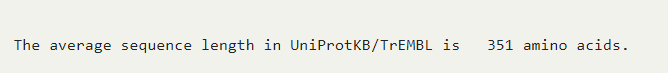 The average sequence length in UniProtKB/TrEMBL is   351 amino acids.